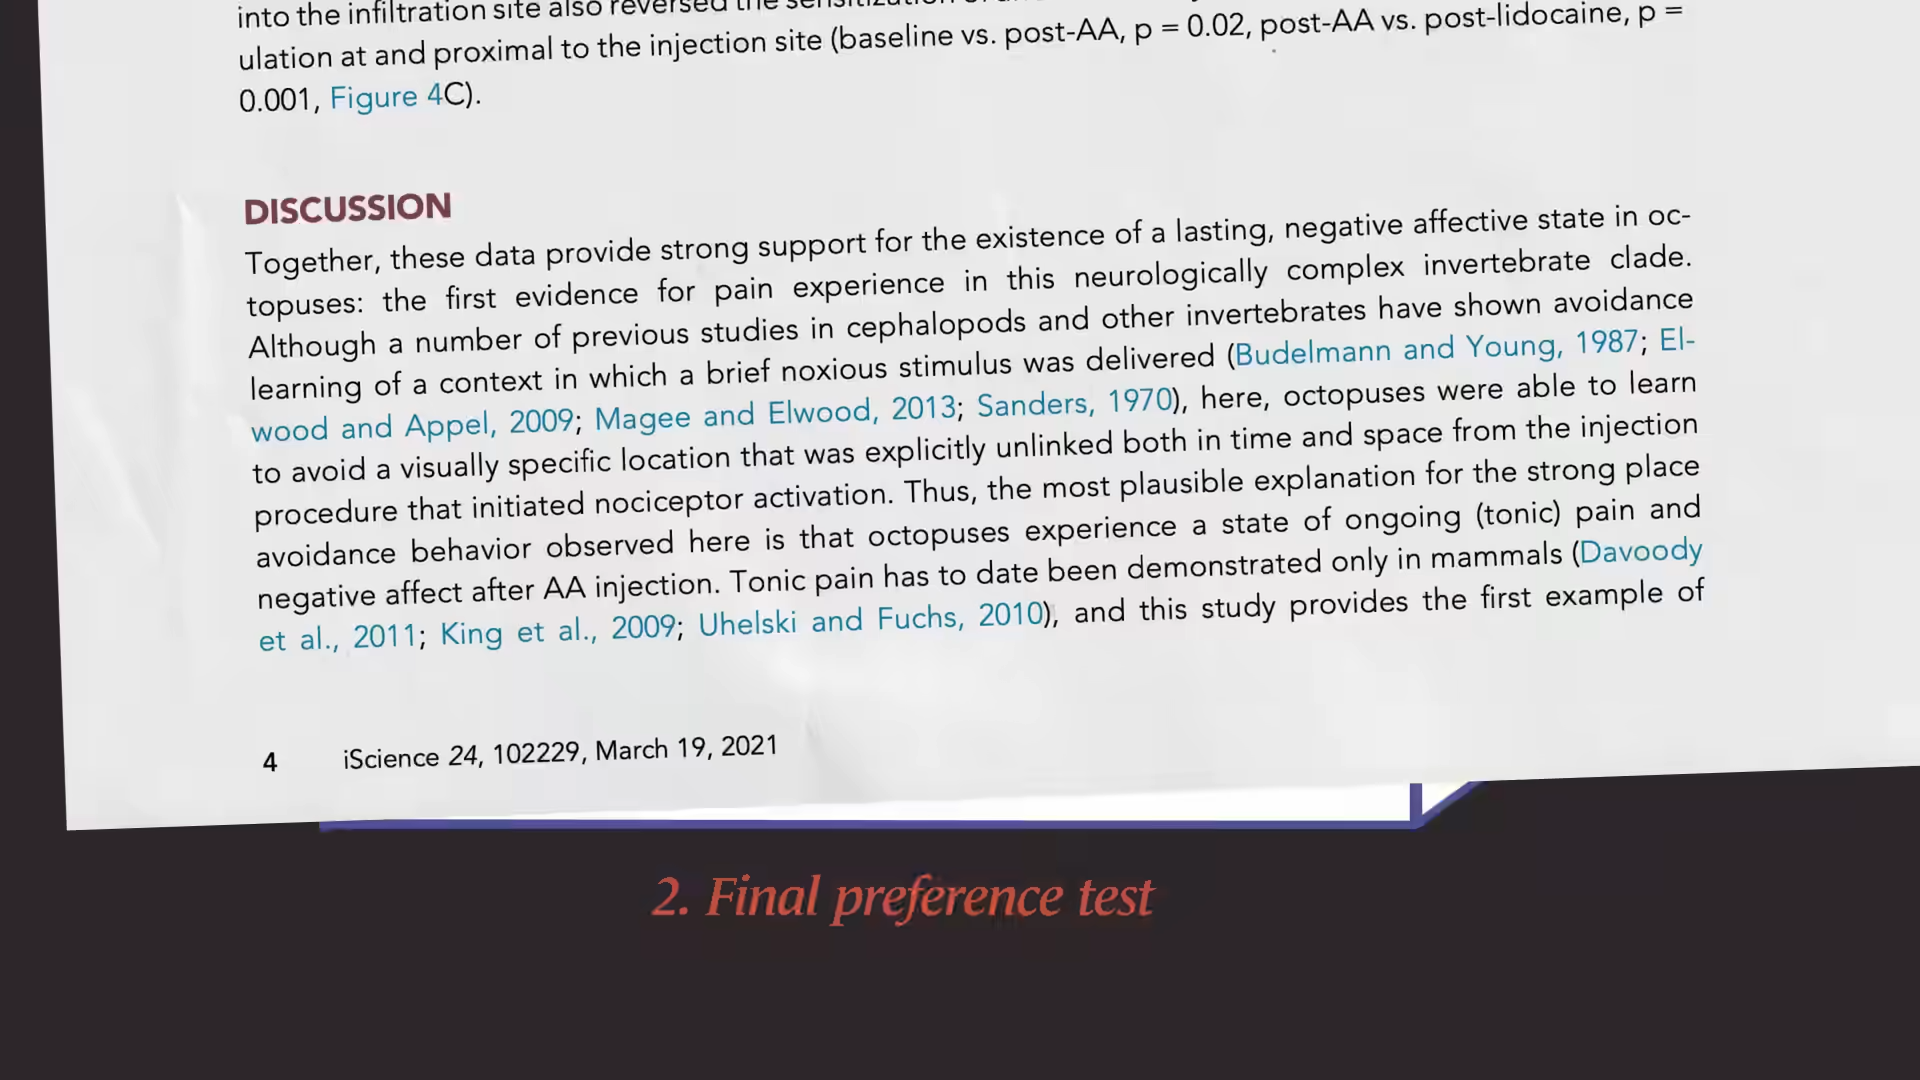 into the infiltration site also reversed the
ulation at and proximal to the injection site (baseline vs. post-AA, p = 0.02, post-AA vs. post-lidocaine, p =
0.001, Figure 4C).
DISCUSSION
Together, these data provide strong support for the existence of a lasting, negative affective state in oc-
topuses: the first evidence for pain experience in this neurologically complex invertebrate clade.
Although a number of previous studies in cephalopods and other invertebrates have shown avoidance
learning of a context in which a brief noxious stimulus was delivered (Budelmann and Young, 1987; El-
wood and Appel, 2009; Magee and Elwood, 2013; Sanders, 1970), here, octopuses were able to learn
to avoid a visually specific location that was explicitly unlinked both in time and space from the injection
procedure that initiated nociceptor activation. Thus, the most plausible explanation for the strong place
avoidance behavior observed here is that octopuses experience a state of ongoing (tonic) pain and
negative affect after AA injection. Tonic pain has to date been demonstrated only in mammals (Davoody
et al., 2011; King et al., 2009; Uhelski and Fuchs, 2010), and this study provides the first example of
4 iScience 24, 102229, March 19, 2021
2. Final preference test